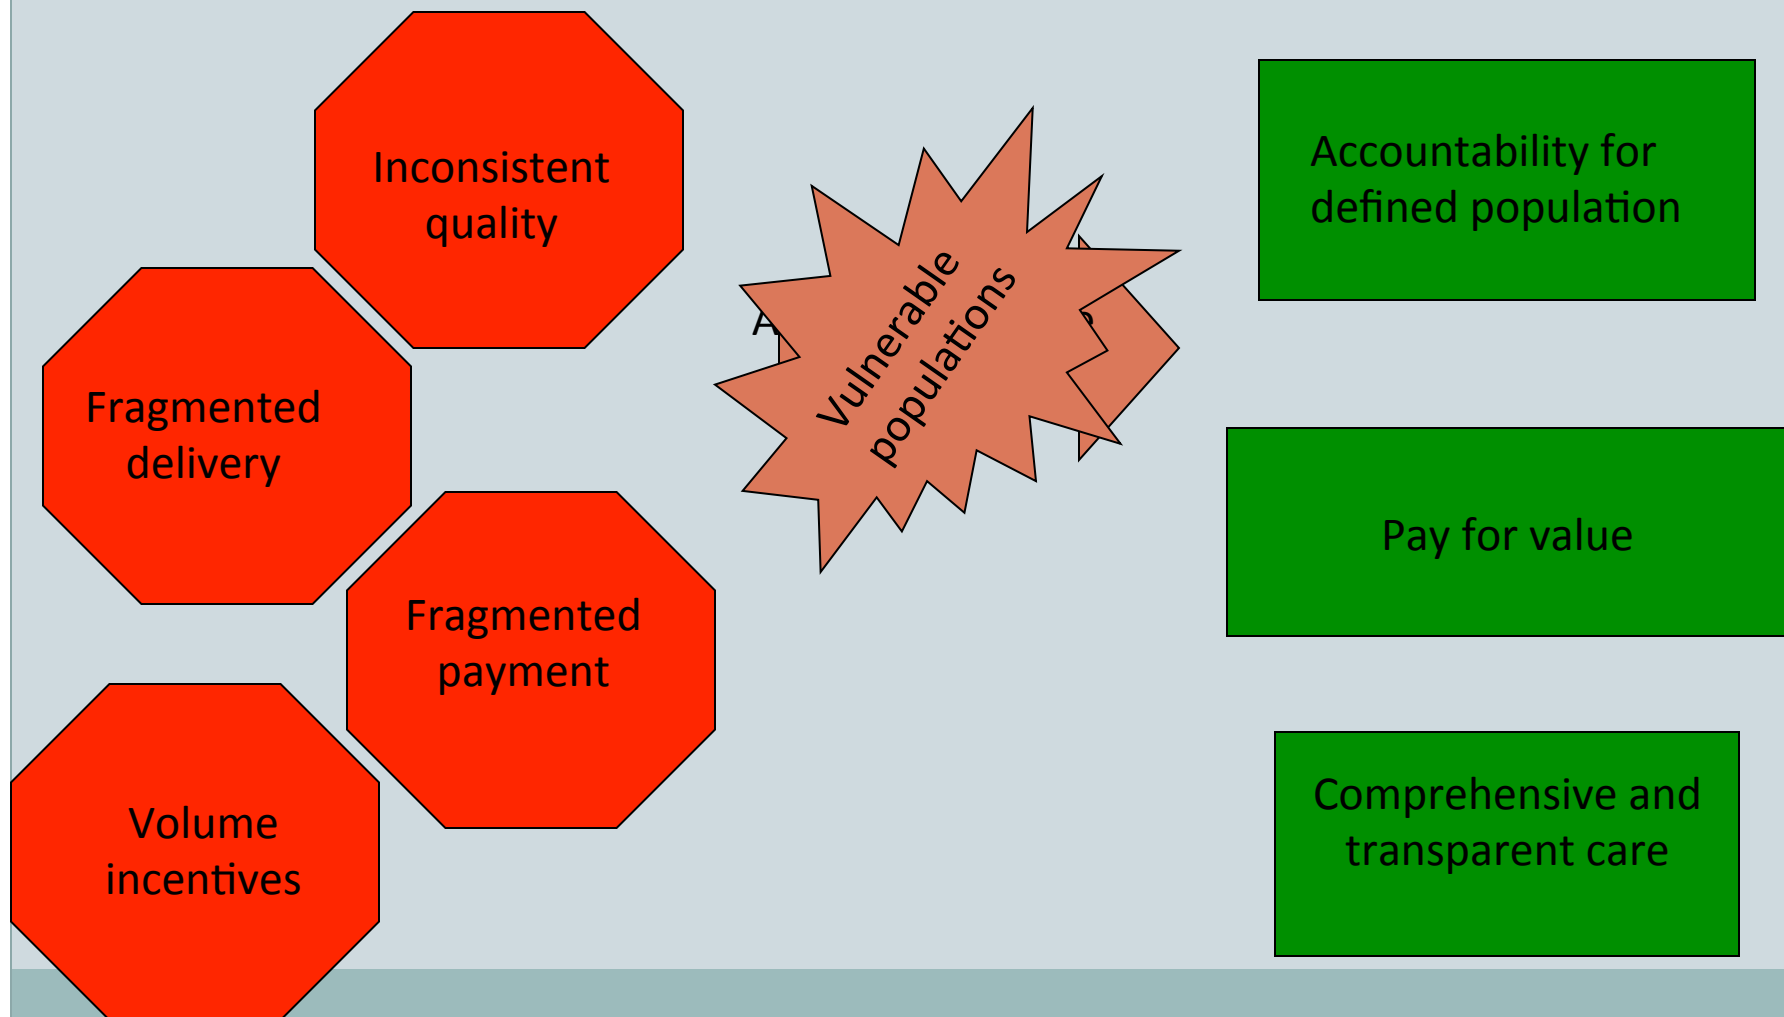 Inconsistent
quality
Fragmented
delivery
Fragmented
payment
Volume
incentives
Vulnerable
populations
Accountability for
defined population
Pay for value
Comprehensive and
transparent care